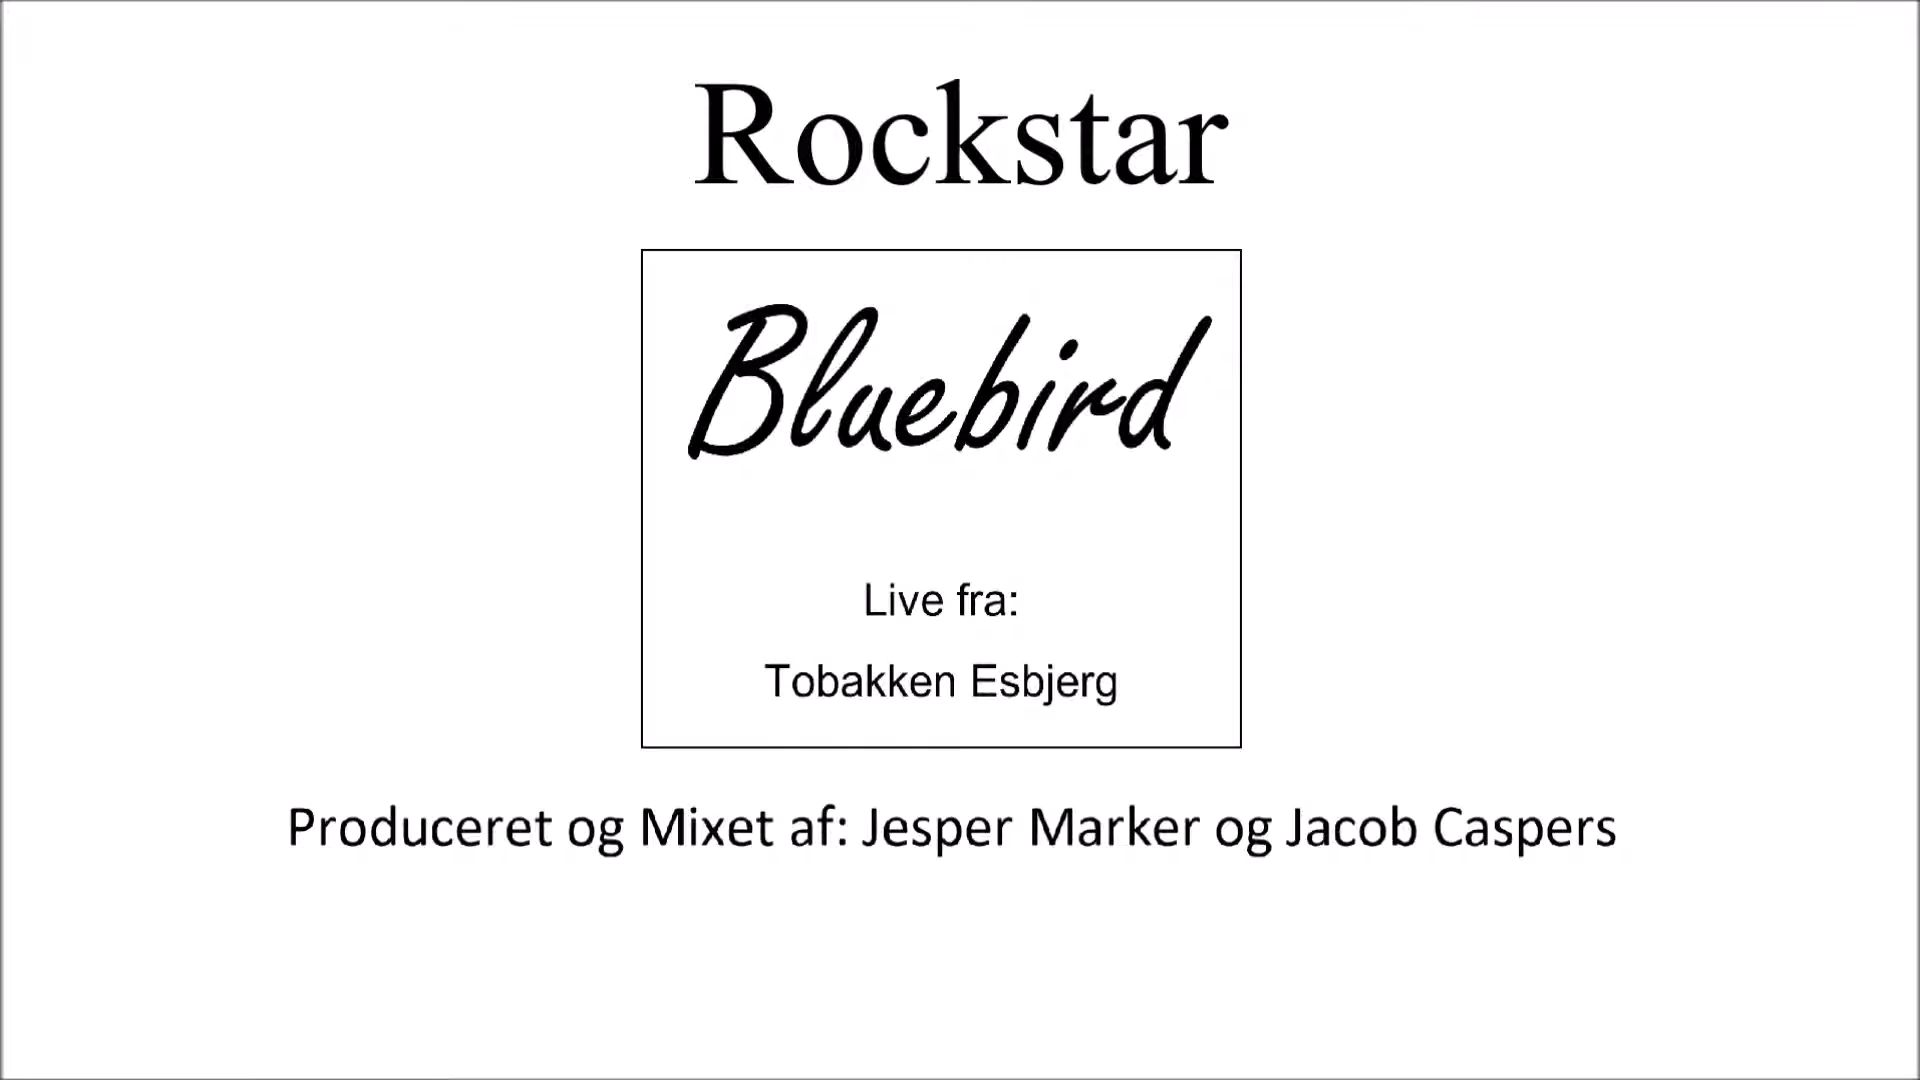 Rockstar
Bluebird
Live fra:
Tobakken Esbjerg
Produceret og Mixet af: Jesper Marker og Jacob Caspers